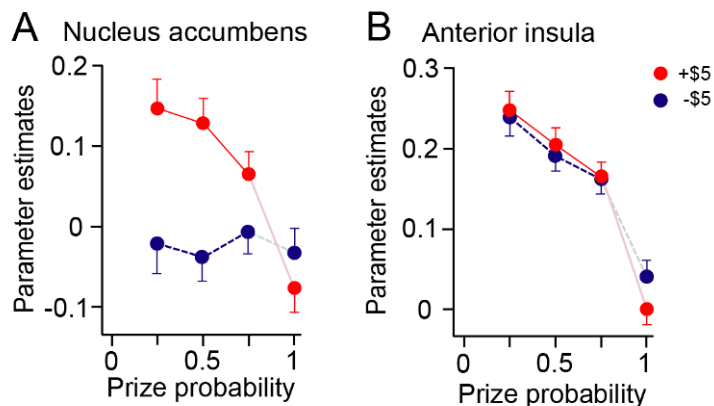 A Nucleus accumbens
Parameter estimates
0.2
0.1
0
-0.1
0 0.5 1
Prize probability
B Anterior insula
Parameter estimates
0.3
0.2
0.1
0
0 0.5 1
Prize probability
+$5
-$5